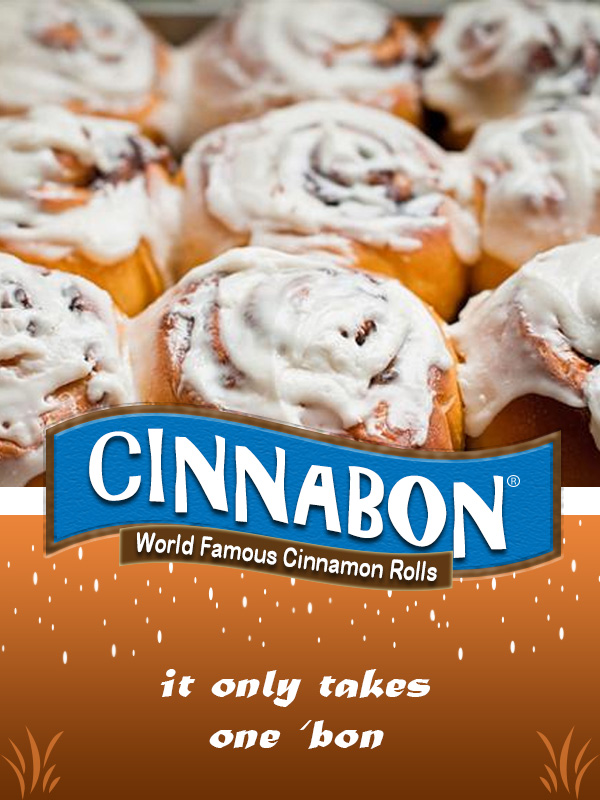 CINNABON®
World Famous Cinnamon Rolls
it only takes
one ‘bon